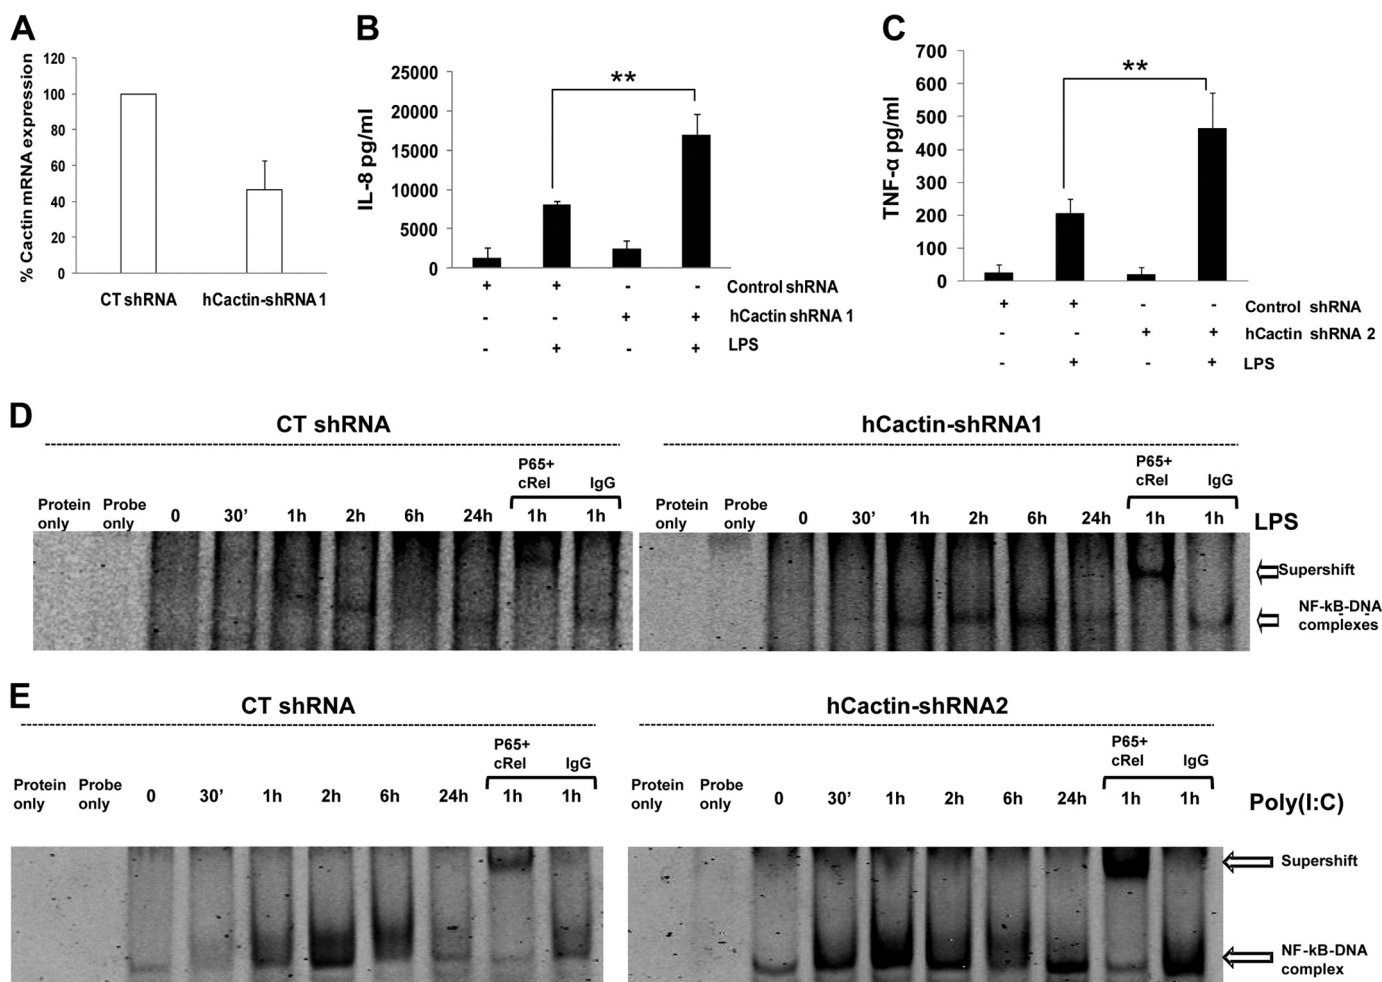 A
% Cactin mRNA expression
120
100
80
60
40
20
0
CT shRNA
hCactin-shRNA1
B
IL-8 pg/ml
25000
20000
15000
10000
5000
0
**
+ + - - Control shRNA
- - + + hCactin shRNA 1
- + - + LPS
C
TNF-α pg/ml
700
600
500
400
300
200
100
0
**
+ + - - Control shRNA
- - + + hCactin shRNA 2
- + - + LPS
D
CT shRNA
P65+
cRel
IgG
Protein
only
Probe
only
0 30' 1h 2h 6h 24h 1h 1h
hCactin-shRNA1
P65+
cRel
IgG
Protein
only
Probe
only
0 30' 1h 2h 6h 24h 1h 1h
LPS
Supershift
NF-kB-DNA
complexes
E
CT shRNA
P65+
cRel
IgG
Protein
only
Probe
only
0 30' 1h 2h 6h 24h 1h 1h
hCactin-shRNA2
P65+
cRel
IgG
Protein
only
Probe
only
0 30' 1h 2h 6h 24h 1h 1h
Poly(I:C)
Supershift
NF-kB-DNA
complex